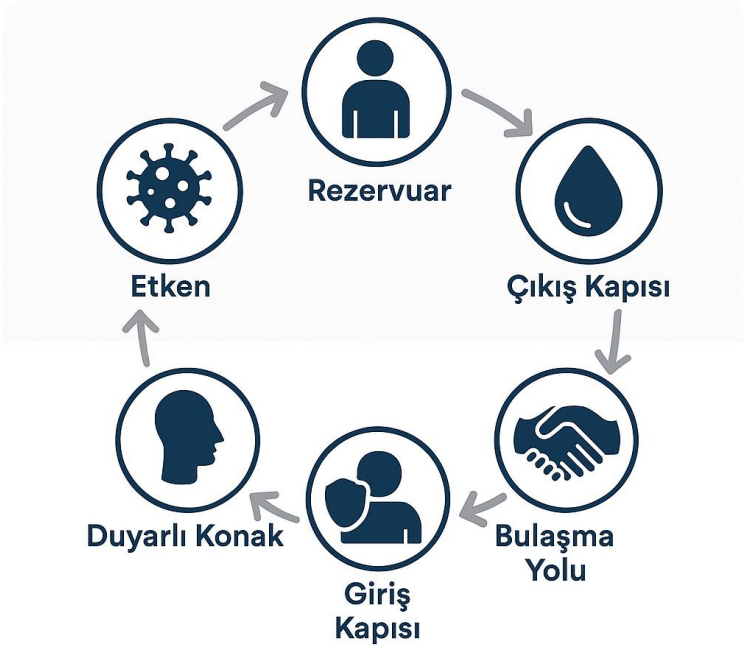 Rezervuar
Etken
Çıkış Kapısı
Duyarlı Konak
Bulaşma
Yolu
Giriş
Kapısı